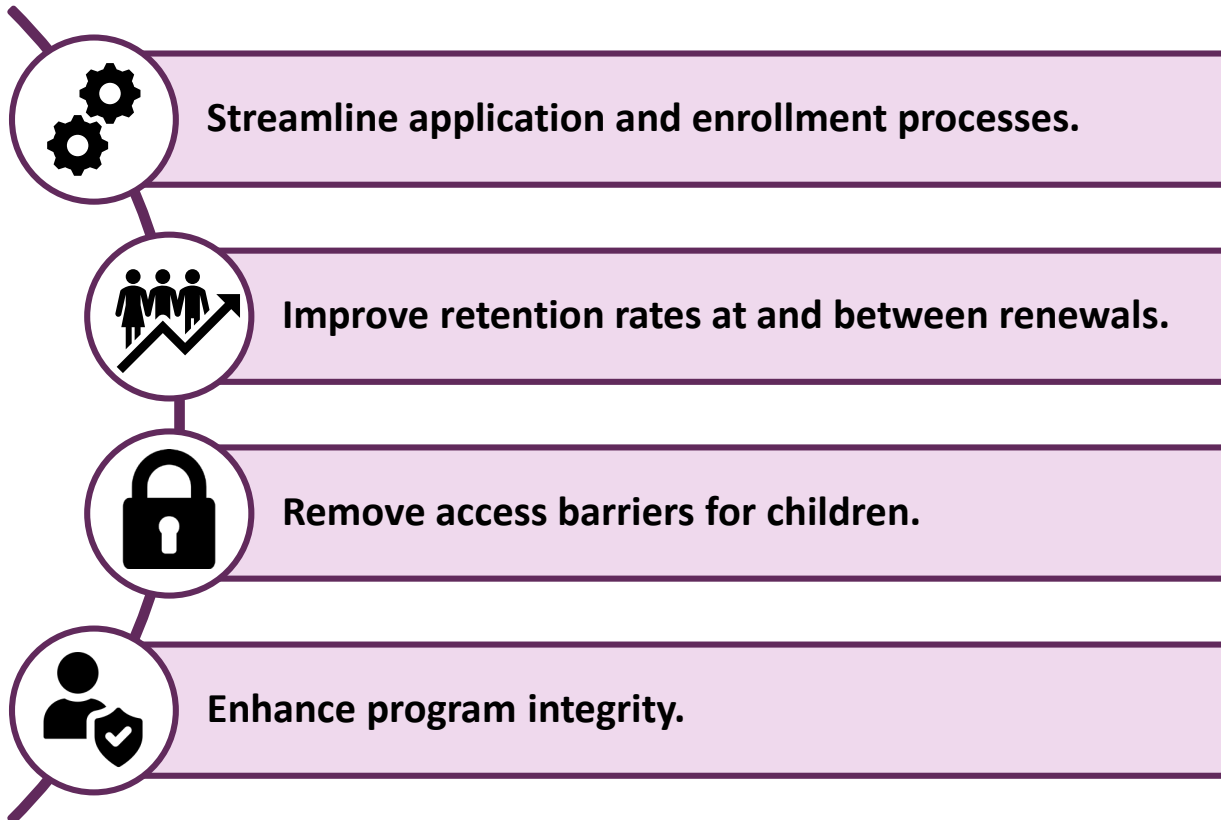 Streamline application and enrollment processes.
Improve retention rates at and between renewals.
Remove access barriers for children.
Enhance program integrity.